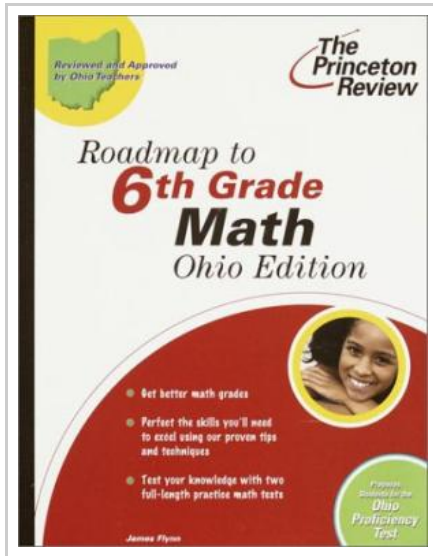 Reviewed and Approved
by Ohio Teachers
The
Princeton
Review
Roadmap to
6th Grade
Math
Ohio Edition
Get better math grades
Perfect the skills you'll need
to excel using our proven tips
and techniques
Test your knowledge with two
full-length practice math tests
Prepares
Students for the
Ohio
Proficiency
Test
James Flynn